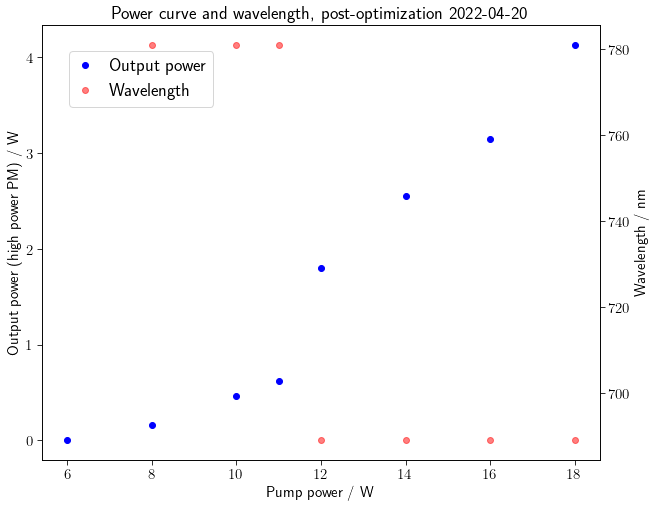 Power curve and wavelength, post-optimization 2022-04-20
Output power
Wavelength
Output power (high power PM) / W
4
3
2
1
0
780
760
740
720
700
Wavelength / nm
6 8 10 12 14 16 18
Pump power / W